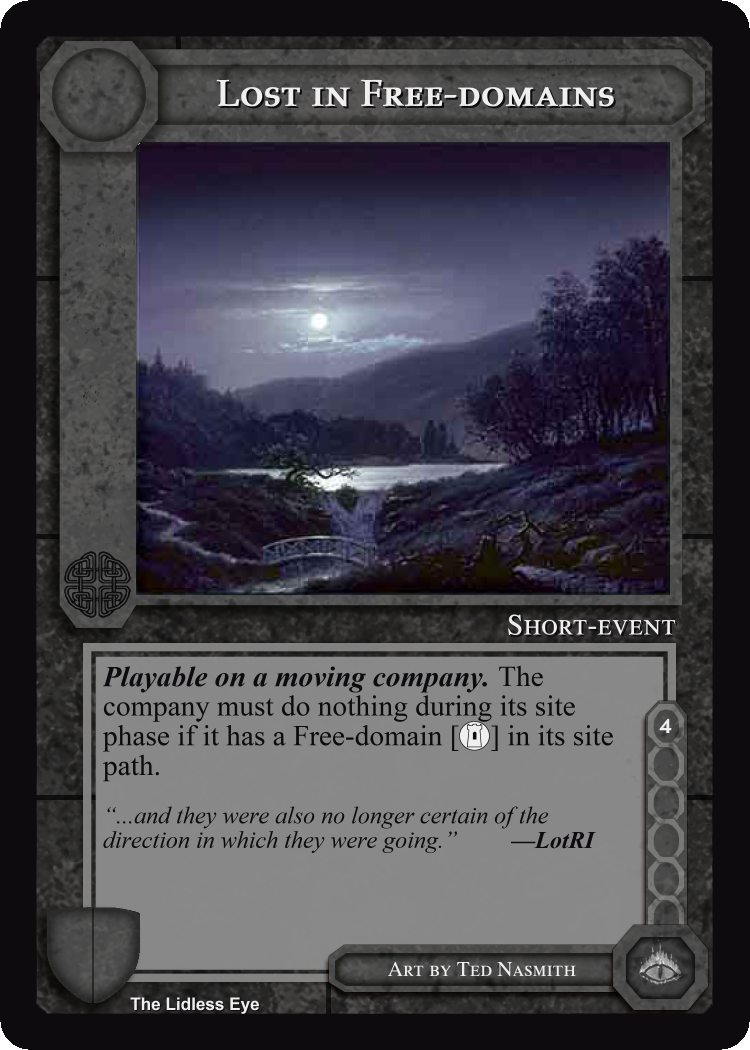 Lost in Free-domains
Short-event
Playable on a moving company. The
company must do nothing during its site
phase if it has a Free-domain [] in its site
path.
4
“...and they were also no longer certain of the
direction in which they were going.” —LotRI
Art by Ted Nasmith
The Lidless Eye